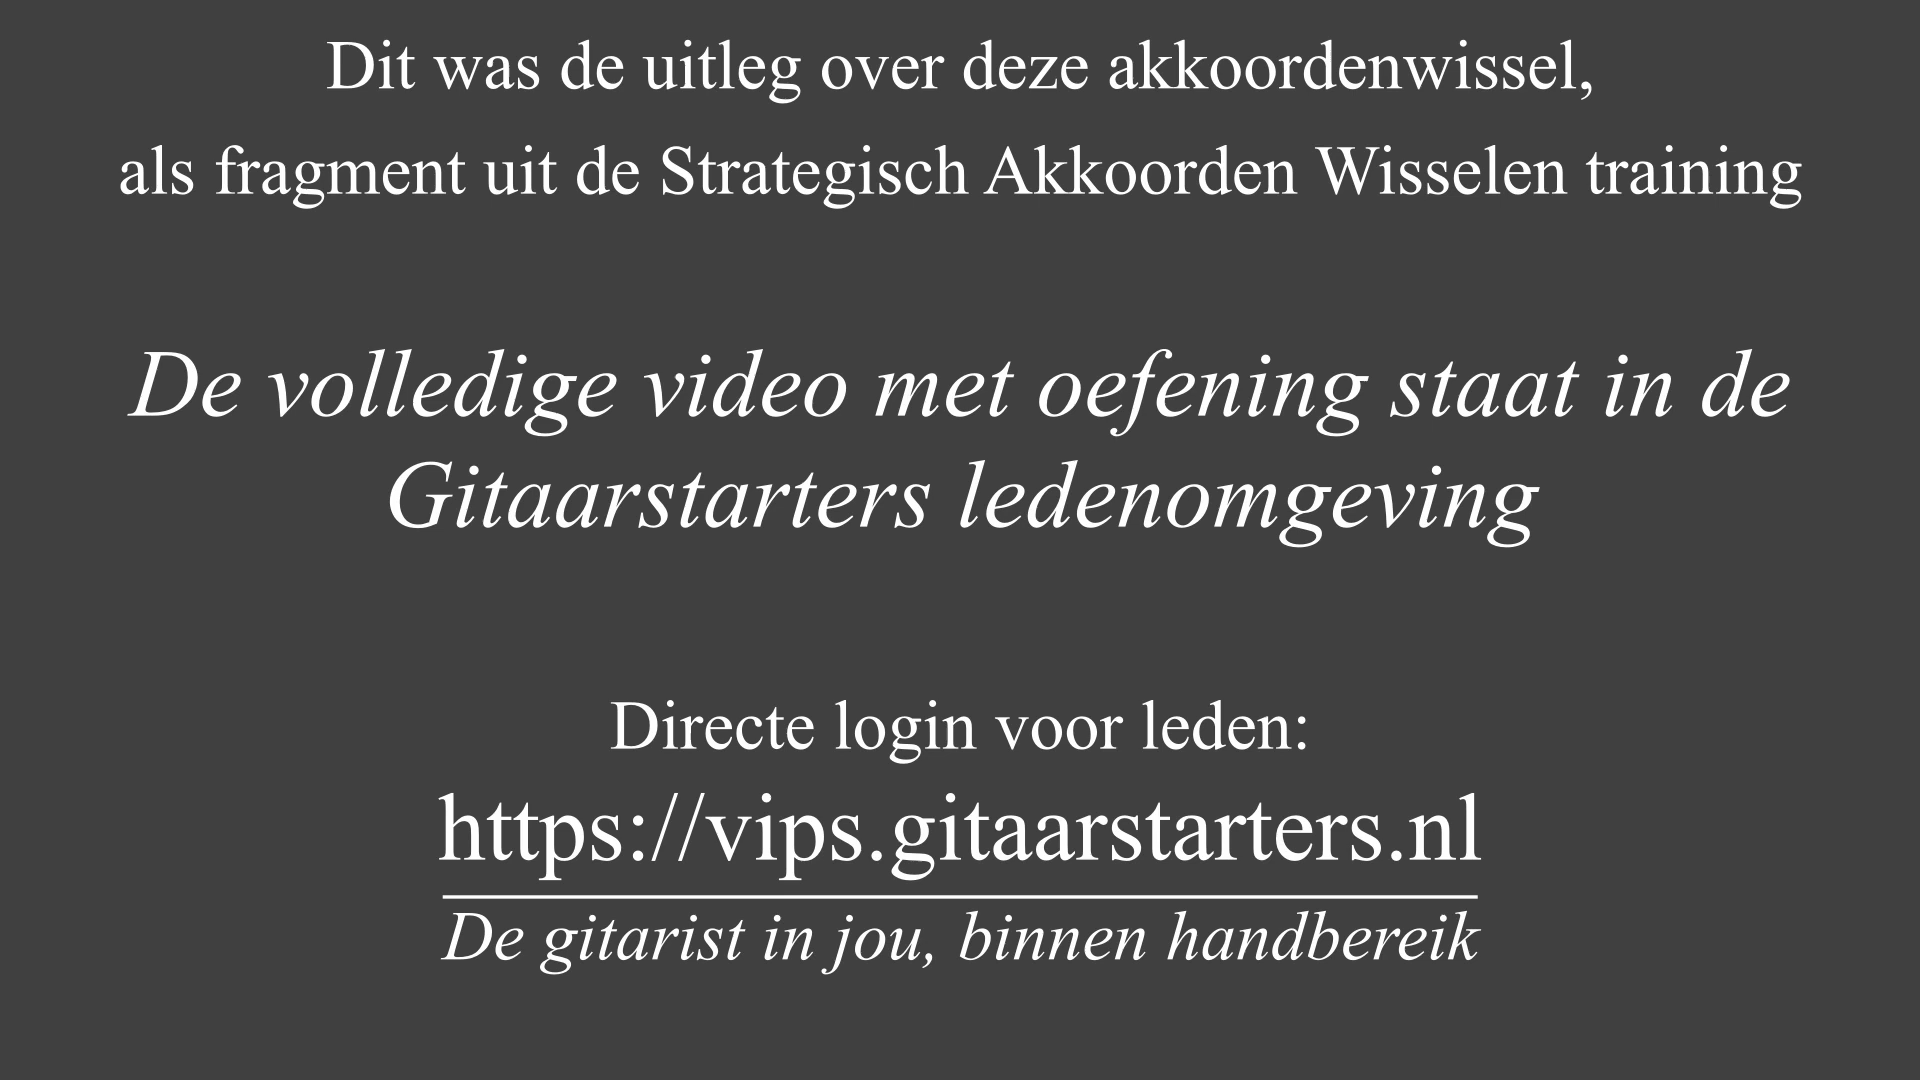 Dit was de uitleg over deze akkoordenwissel,
als fragment uit de Strategisch Akkoorden Wisselen training
De volledige video met oefening staat in de
Gitaarstarters ledenomgeving
Directe login voor leden:
https://vips.gitaarstarters.nl
De gitarist in jou, binnen handbereik